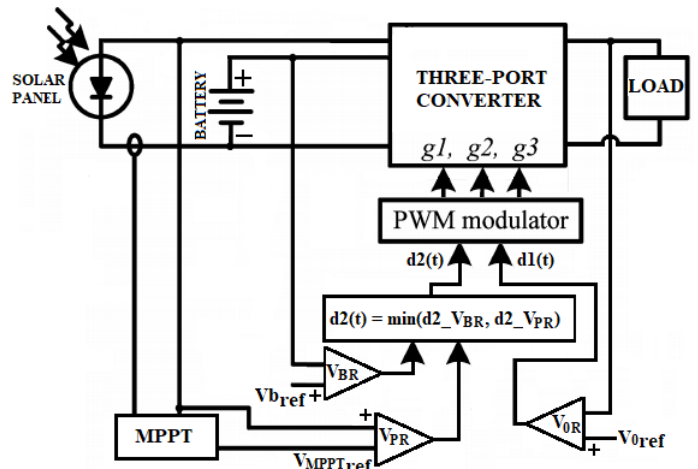 SOLAR
PANEL
BATTERY
+
−
THREE-PORT
CONVERTER
g1, g2, g3
LOAD
PWM modulator
d2(t)
d1(t)
d2(t) = min(d2_VBR, d2_VPR)
VBR
Vbref +
MPPT
+
VPR
VMPPTref
V0R
+
V0ref